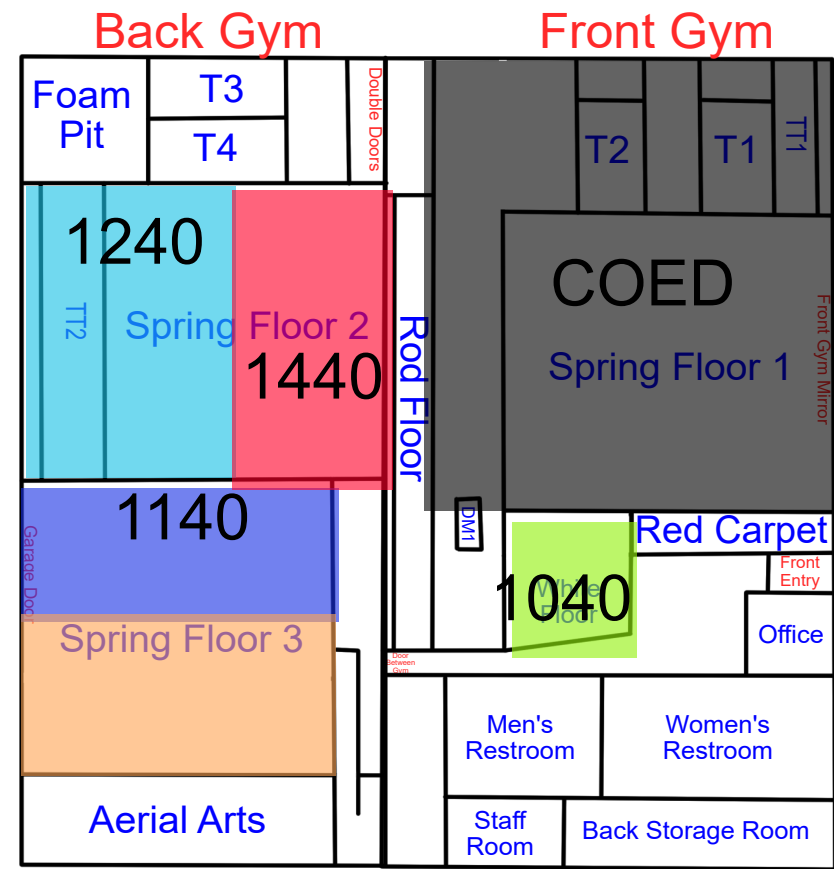 Back Gym
Front Gym
Foam
Pit
T3
T4
Double Doors
T2
T1
TT1
1240
TT2
Spring Floor 2
1440
Rod Floor
COED
Spring Floor 1
Front Gym Mirror
1140
Garage Door
Spring Floor 3
DM1
Red Carpet
1040
White
Floor
Front
Entry
Office
Door
Between
Gym
Men's
Restroom
Women's
Restroom
Aerial Arts
Staff
Room
Back Storage Room